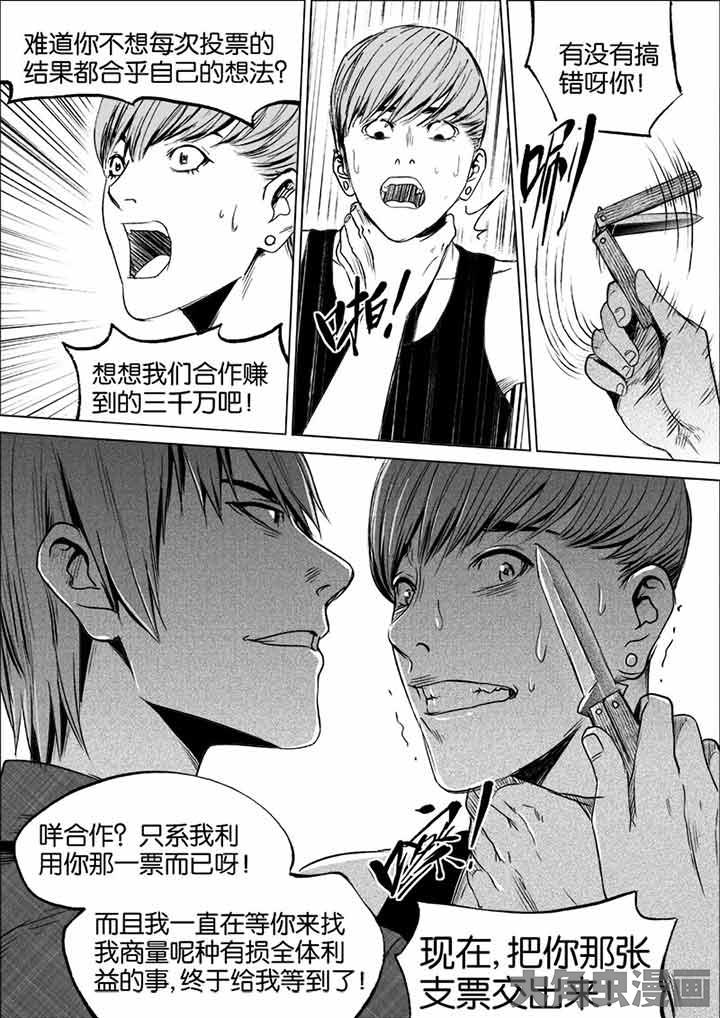 难道你不想每次投票的
结果都合乎自己的想法？
想想我们合作赚
到的三千万吧！
啪！
有没有搞
错呀你！
唰
咩合作？只系我利
用你那一票而已呀！
而且我一直在等你来找
我商量呢种有损全体利
益的事，终于给我等到了！
现在，把你那张
支票交出来！
大角虫漫画